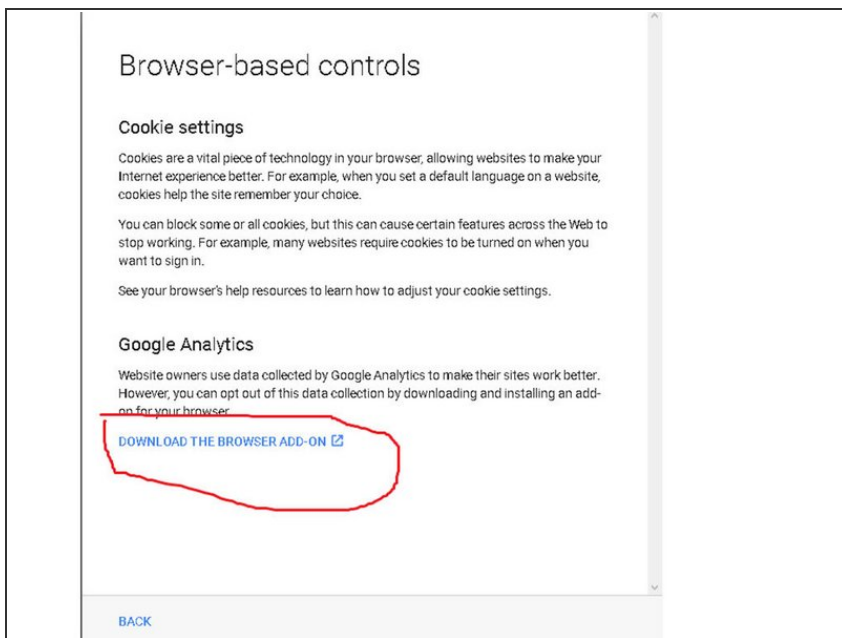 Browser-based controls
Cookie settings
Cookies are a vital piece of technology in your browser, allowing websites to make your
Internet experience better. For example, when you set a default language on a website,
cookies help the site remember your choice.
You can block some or all cookies, but this can cause certain features across the Web to
stop working. For example, many websites require cookies to be turned on when you
want to sign in.
See your browser's help resources to learn how to adjust your cookie settings.
Google Analytics
Website owners use data collected by Google Analytics to make their sites work better.
However, you can opt out of this data collection by downloading and installing an add-
on for your browser
DOWNLOAD THE BROWSER ADD-ON
BACK